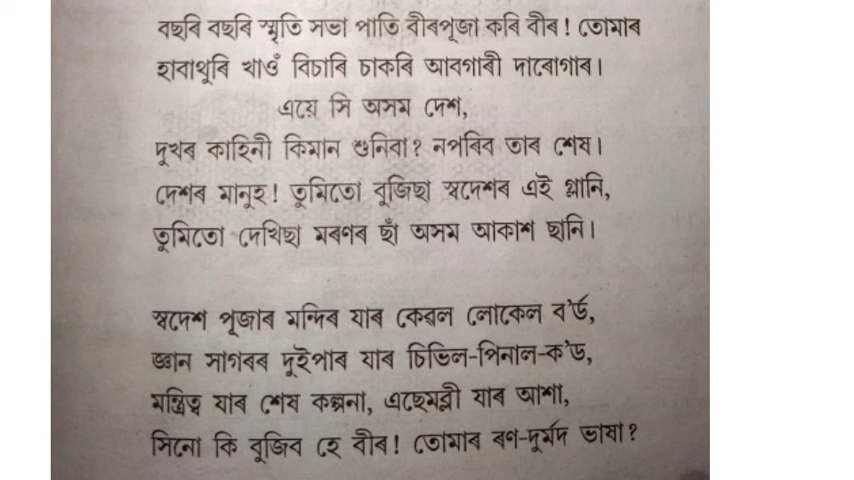 বছৰি বছৰি স্মৃতি সভা পাতি বীৰপূজা কৰি বীৰ! তোমাৰ
হাবাথুৰি খাওঁ বিচাৰি চাকৰি আবগাৰী দাৰোগাৰ।
এয়ে সি অসম দেশ,
দুখৰ কাহিনী কিমান শুনিবা? নপৰিব তাৰ শেষ।
দেশৰ মানুহ! তুমিতো বুজিছা স্বদেশৰ এই গ্লানি,
তুমিতো দেখিছা মৰণৰ ছাঁ অসম আকাশ ছানি।
স্বদেশ পূজাৰ মন্দিৰ যাৰ কেৱল লোকেল ব'ৰ্ড,
জ্ঞান সাগৰৰ দুইপাৰ যাৰ চিভিল-পিনাল-ক'ড,
মন্ত্ৰিত্ব যাৰ শেষ কল্পনা, এছেমব্লী যাৰ আশা,
সিনো কি বুজিব হে বীৰ! তোমাৰ ৰণ-দুৰ্মদ ভাষা?